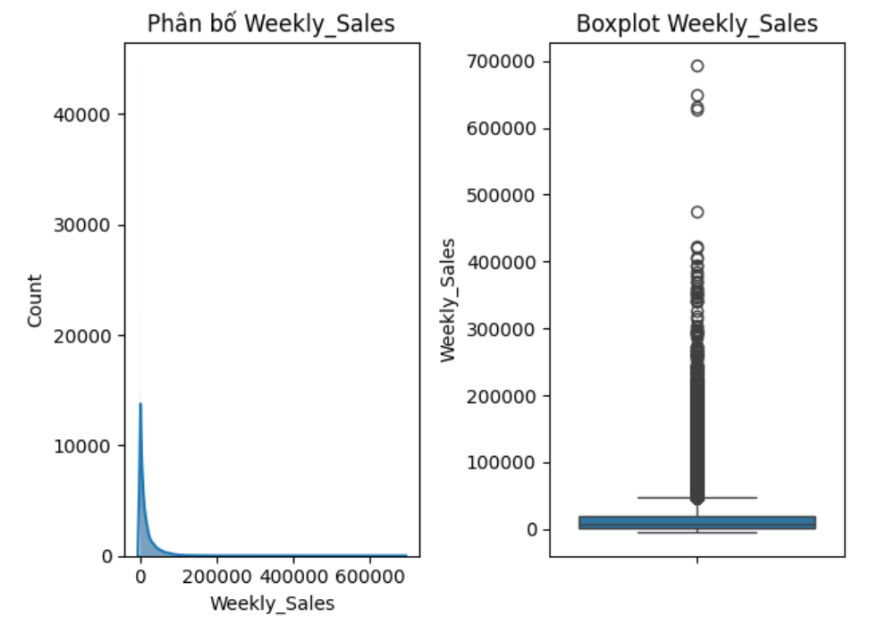 Phân bố Weekly_Sales
Count
40000
30000
20000
10000
0
0 200000 400000 600000
Weekly_Sales
Boxplot Weekly_Sales
Weekly_Sales
700000
600000
500000
400000
300000
200000
100000
0